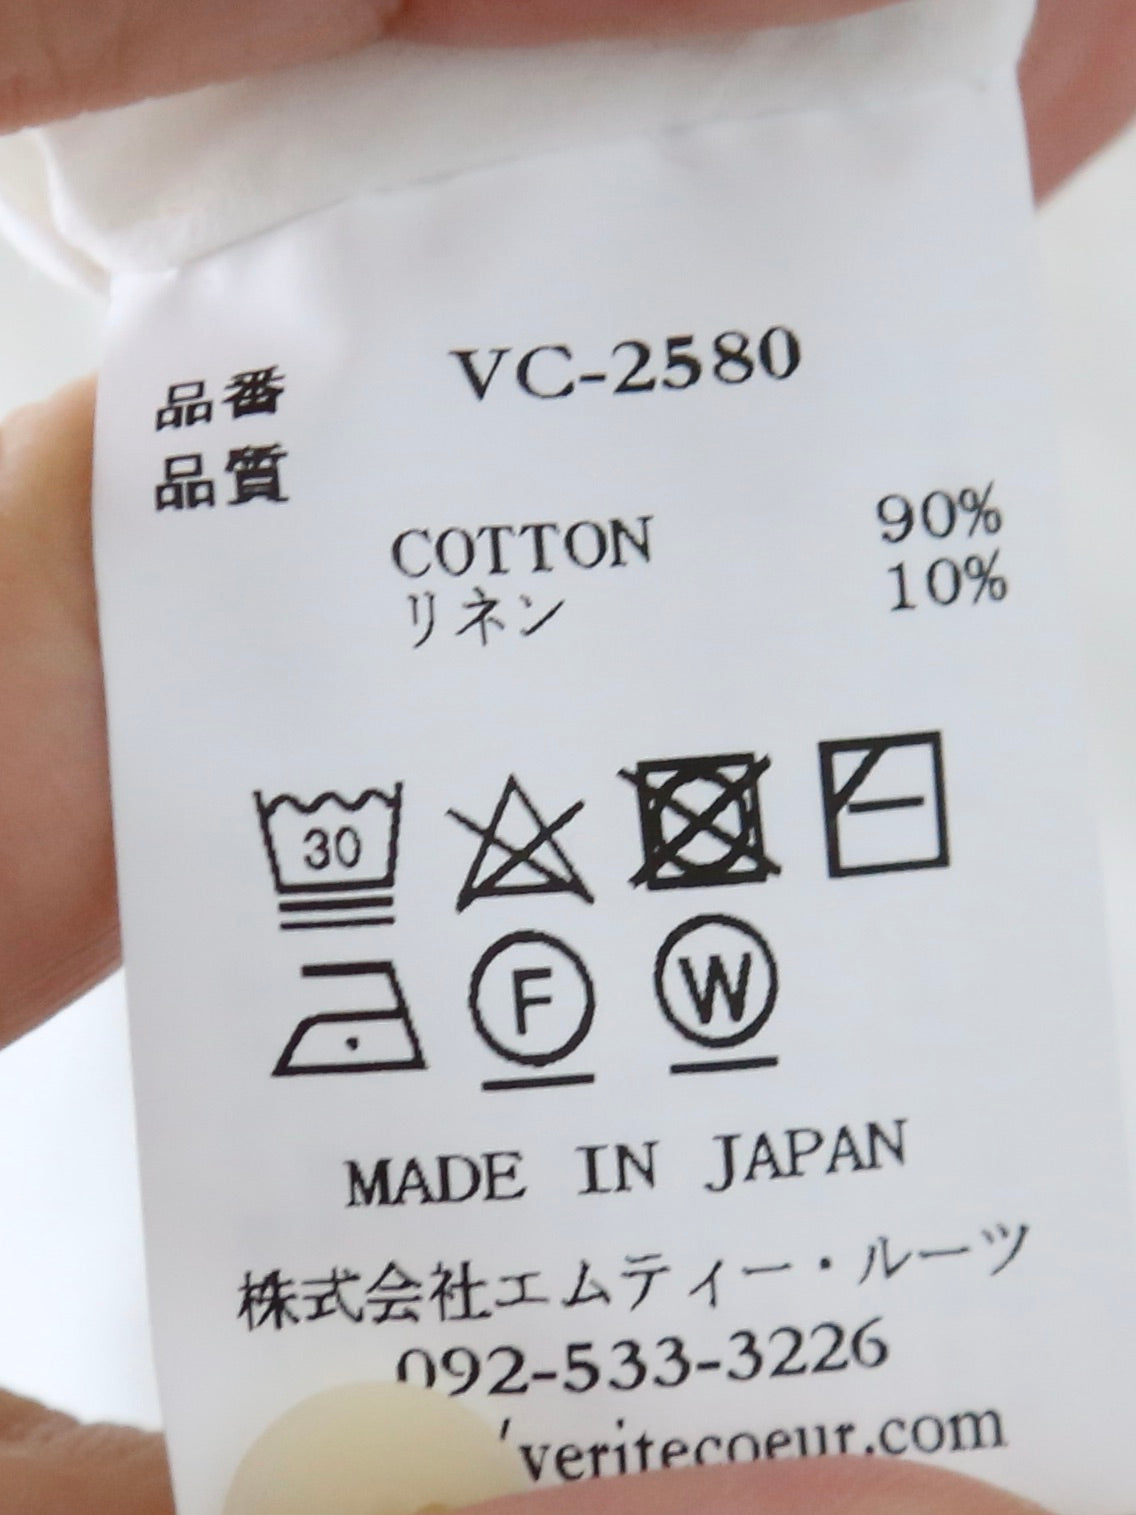 品番 VC-2580
品質
COTTON 90%
リネン 10%
30
F W
MADE IN JAPAN
株式会社エムティー・ルーツ
092-533-3226
veritecoeur.com